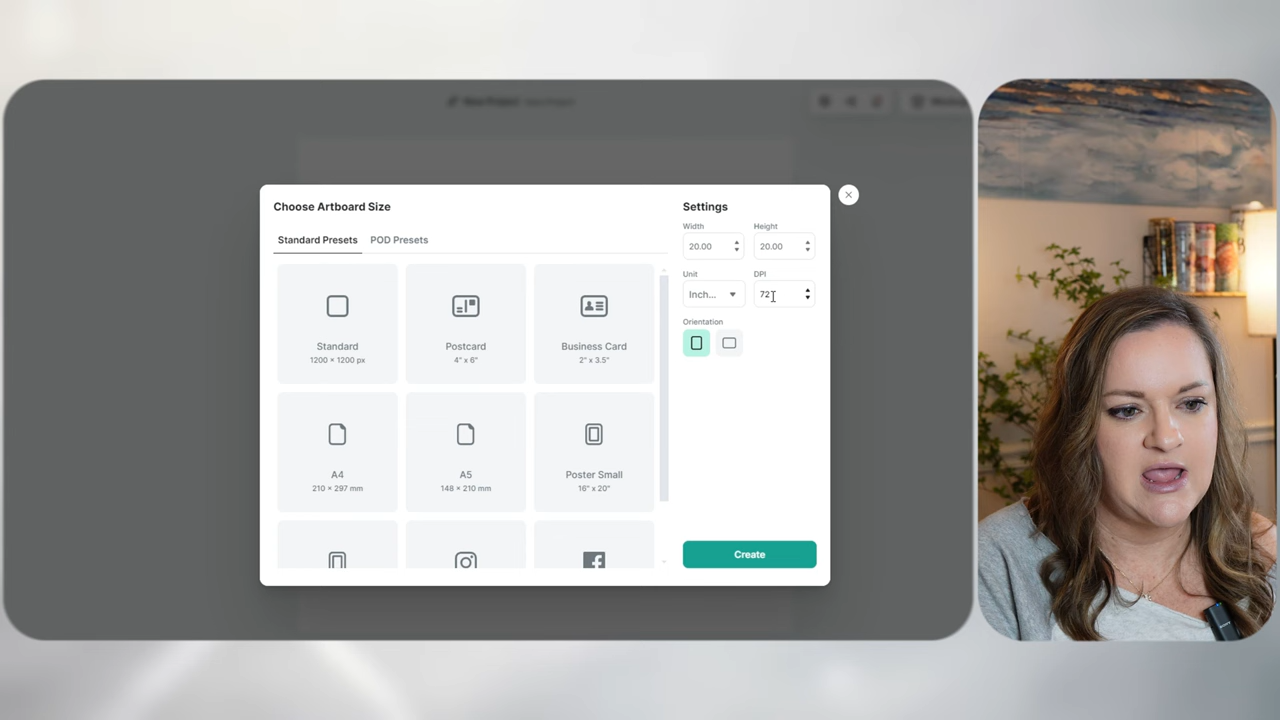 Choose Artboard Size
Standard Presets
POD Presets
Standard
1200 × 1200 px
Postcard
4" x 6"
Business Card
2" x 3.5"
A4
210 × 297 mm
A5
148 × 210 mm
Poster Small
16" x 20"
Settings
Width
Height
20.00
20.00
Unit
DPI
Inch...
72
Orientation
Create